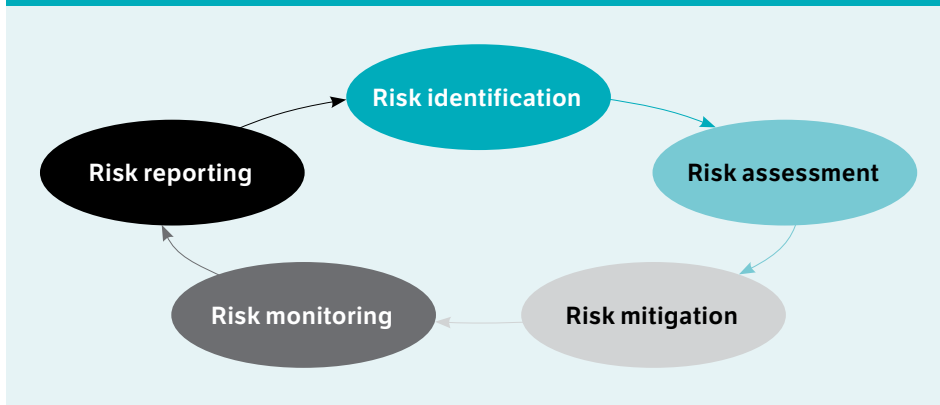 Risk identification
Risk assessment
Risk mitigation
Risk monitoring
Risk reporting